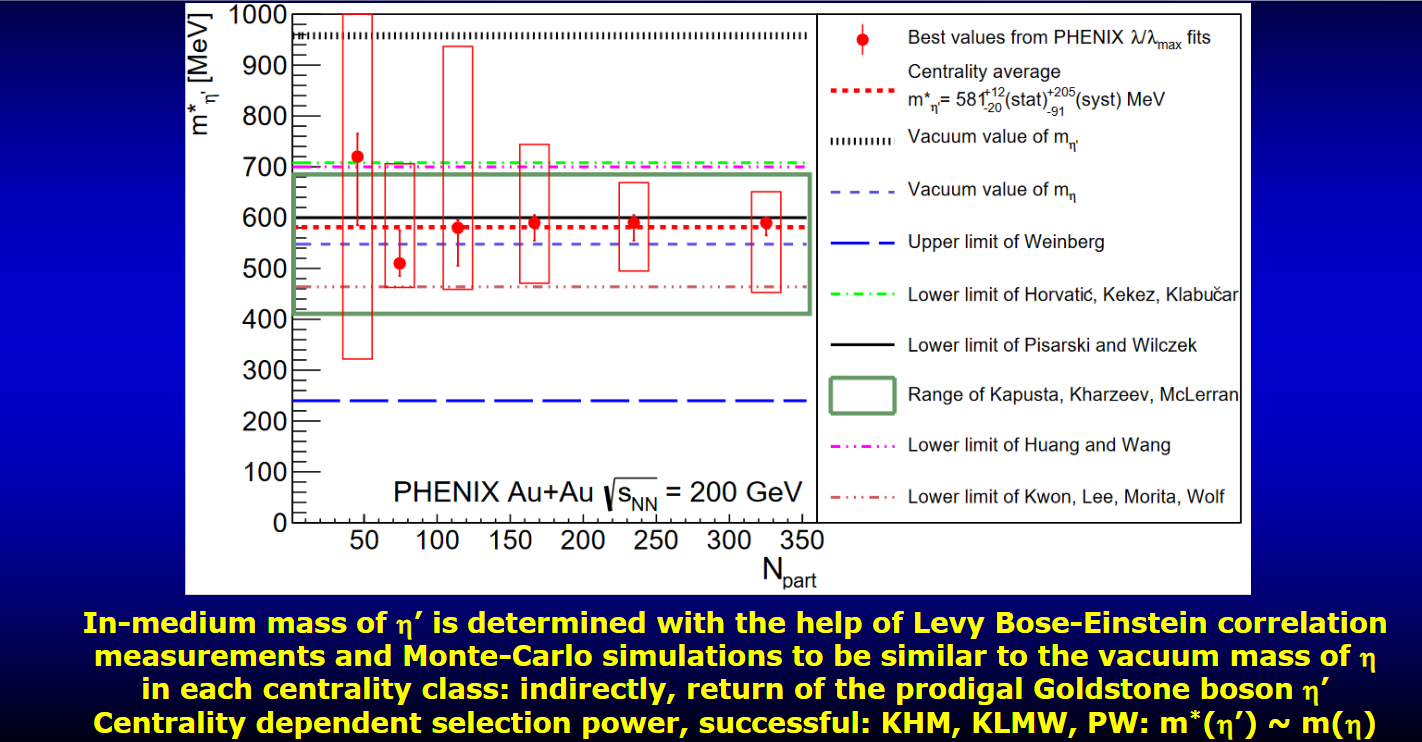 1000
900
800
700
600
500
400
300
200
100
0
m*η' [MeV]
50 100 150 200 250 300 350
Npart
PHENIX Au+Au √sNN = 200 GeV
Best values from PHENIX λ/λmax fits
Centrality average
m*η'= 581+12-20(stat)+205-91(syst) MeV
Vacuum value of mη'
Vacuum value of mη
Upper limit of Weinberg
Lower limit of Horvatić, Kekez, Klabučar
Lower limit of Pisarski and Wilczek
Range of Kapusta, Kharzeev, McLerran
Lower limit of Huang and Wang
Lower limit of Kwon, Lee, Morita, Wolf
In-medium mass of η′ is determined with the help of Levy Bose-Einstein correlation
measurements and Monte-Carlo simulations to be similar to the vacuum mass of η
in each centrality class: indirectly, return of the prodigal Goldstone boson η′
Centrality dependent selection power, successful: KHM, KLMW, PW: m*(η′) ~ m(η)